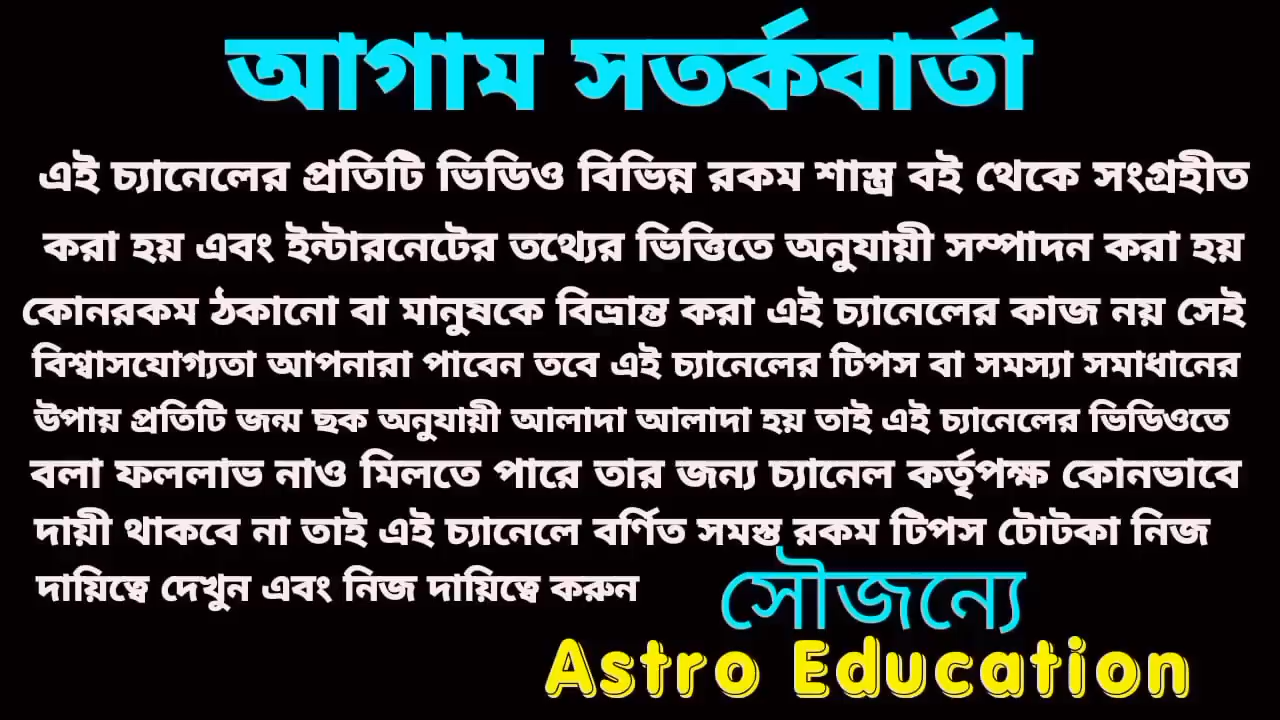 আগাম সতর্কবার্তা
এই চ্যানেলের প্রতিটি ভিডিও বিভিন্ন রকম শাস্ত্র বই থেকে সংগ্রহীত
করা হয় এবং ইন্টারনেটের তথ্যের ভিত্তিতে অনুযায়ী সম্পাদন করা হয়
কোনরকম ঠকানো বা মানুষকে বিভ্রান্ত করা এই চ্যানেলের কাজ নয় সেই
বিশ্বাসযোগ্যতা আপনারা পাবেন তবে এই চ্যানেলের টিপস বা সমস্যা সমাধানের
উপায় প্রতিটি জন্ম ছক অনুযায়ী আলাদা আলাদা হয় তাই এই চ্যানেলের ভিডিওতে
বলা ফললাভ নাও মিলতে পারে তার জন্য চ্যানেল কর্তৃপক্ষ কোনভাবে
দায়ী থাকবে না তাই এই চ্যানেলে বর্ণিত সমস্ত রকম টিপস টোটকা নিজ
দায়িত্বে দেখুন এবং নিজ দায়িত্বে করুন
সৌজন্যে
Astro Education